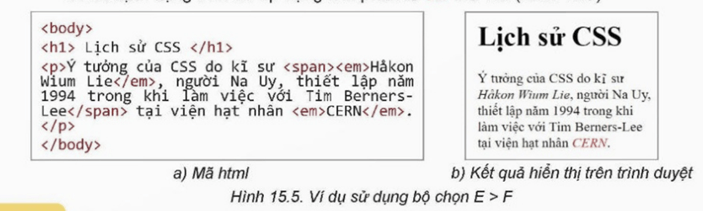 <body>
<h1> Lịch sử CSS </h1>
<p>Ý tưởng của CSS do kĩ sư <span><em>Håkon
Wium Lie</em>, người Na Uy, thiết lập năm
1994 trong khi làm việc với Tim Berners-
Lee</span> tại viện hạt nhân <em>CERN</em>.
</p>
</body>
a) Mã html
Lịch sử CSS
Ý tưởng của CSS do kĩ sư
Håkon Wium Lie, người Na Uy,
thiết lập năm 1994 trong khi
làm việc với Tim Berners-Lee
tại viện hạt nhân CERN.
b) Kết quả hiển thị trên trình duyệt
Hình 15.5. Ví dụ sử dụng bộ chọn E > F